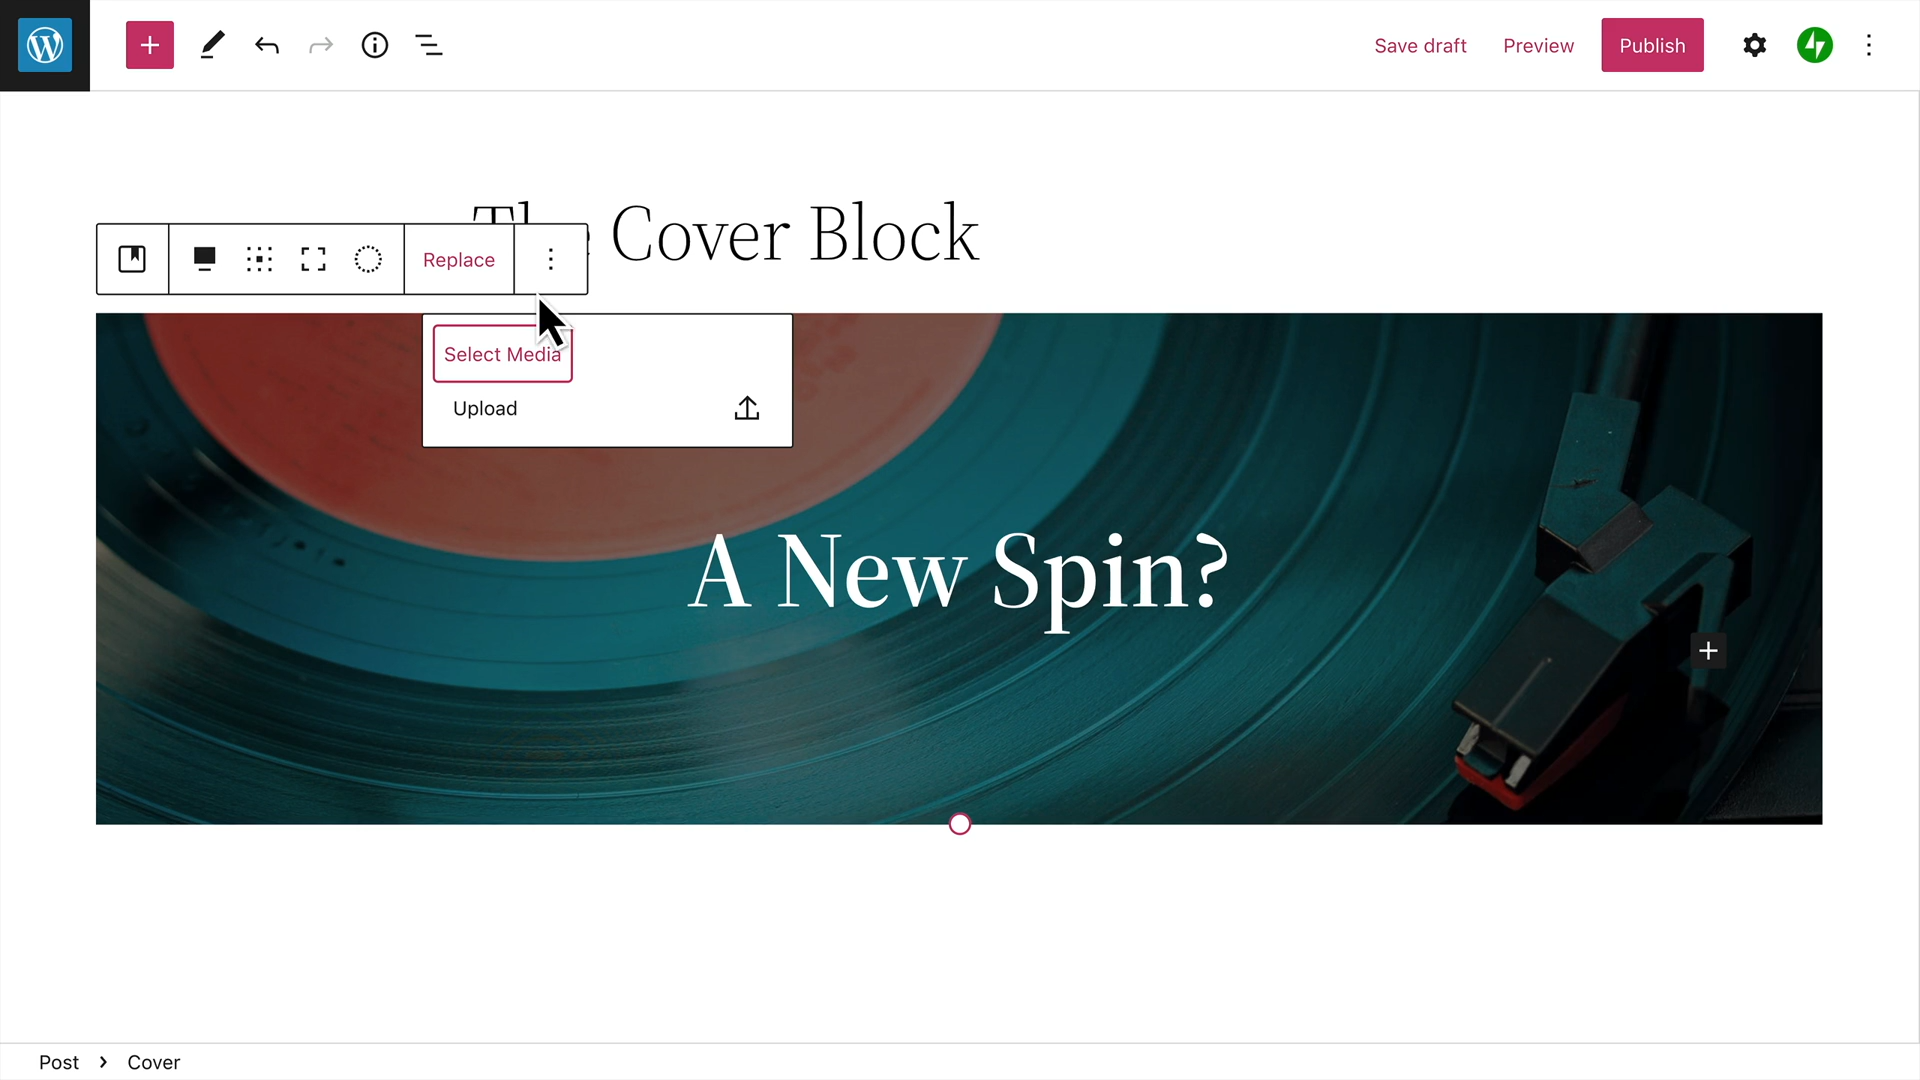 Save draft
Preview
Publish
Cover Block
Replace
Select Media
Upload
A New Spin?
Post
Cover